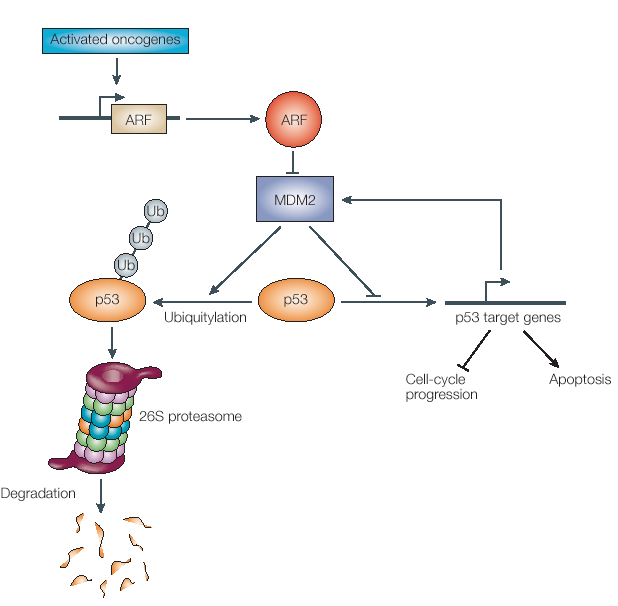 Activated oncogenes
ARF
ARF
MDM2
Ub
Ub
Ub
p53
p53
Ubiquitylation
p53 target genes
Cell-cycle
progression
Apoptosis
26S proteasome
Degradation